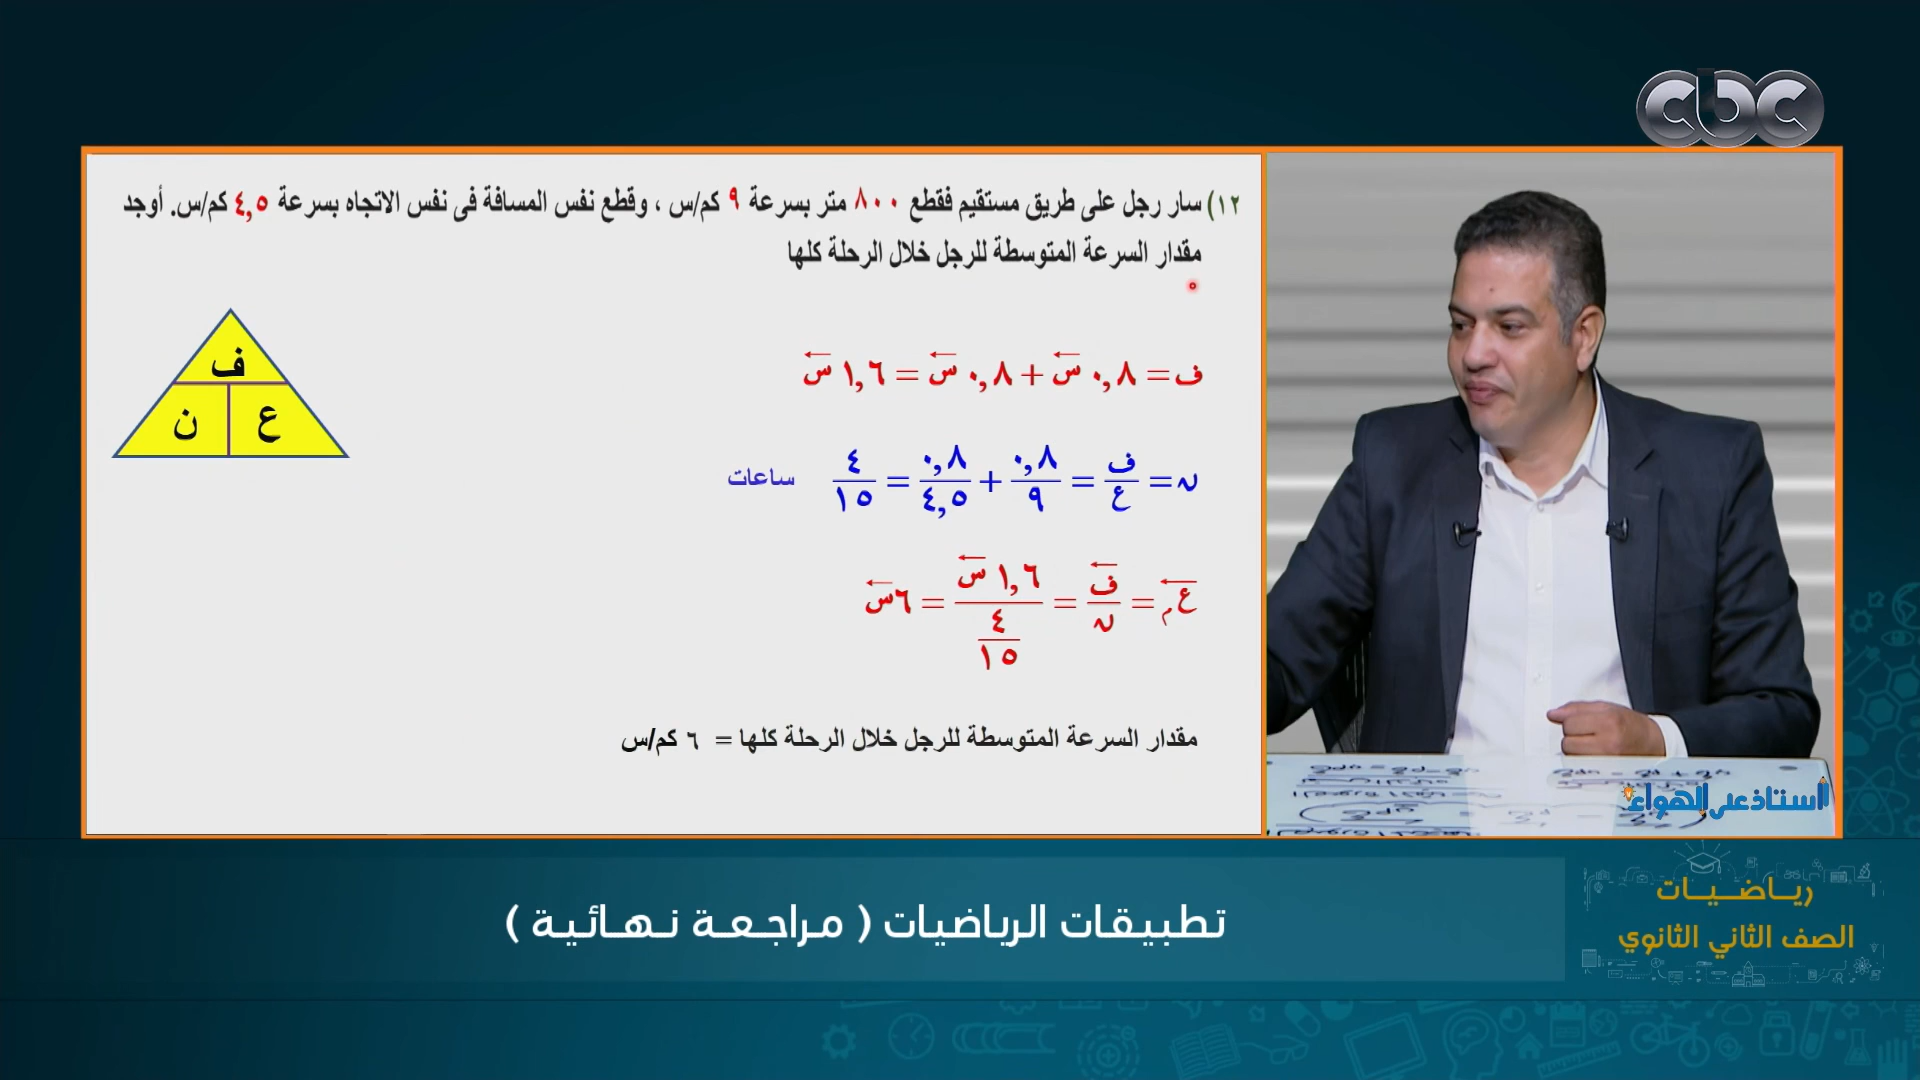 cbc
١٢) سار رجل على طريق مستقيم فقطع ٨٠٠ متر بسرعة ٩ كم/س ، وقطع نفس المسافة فى نفس الاتجاه بسرعة ٤,٥ كم/س. أوجد
مقدار السرعة المتوسطة للرجل خلال الرحلة كلها
ف
ع ن
ف = ٠,٨ س + ٠,٨ س = ١,٦ س
ن = ف/ع = ٠,٨/٩ + ٠,٨/٤,٥ = ٤/١٥ ساعات
ع م = ف/ن = ١,٦ س / ٤/١٥ = ٦ س
مقدار السرعة المتوسطة للرجل خلال الرحلة كلها = ٦ كم/س
أستاذ على الهواء
تطبيقات الرياضيات ( مراجعة نهائية )
رياضيات
الصف الثاني الثانوي